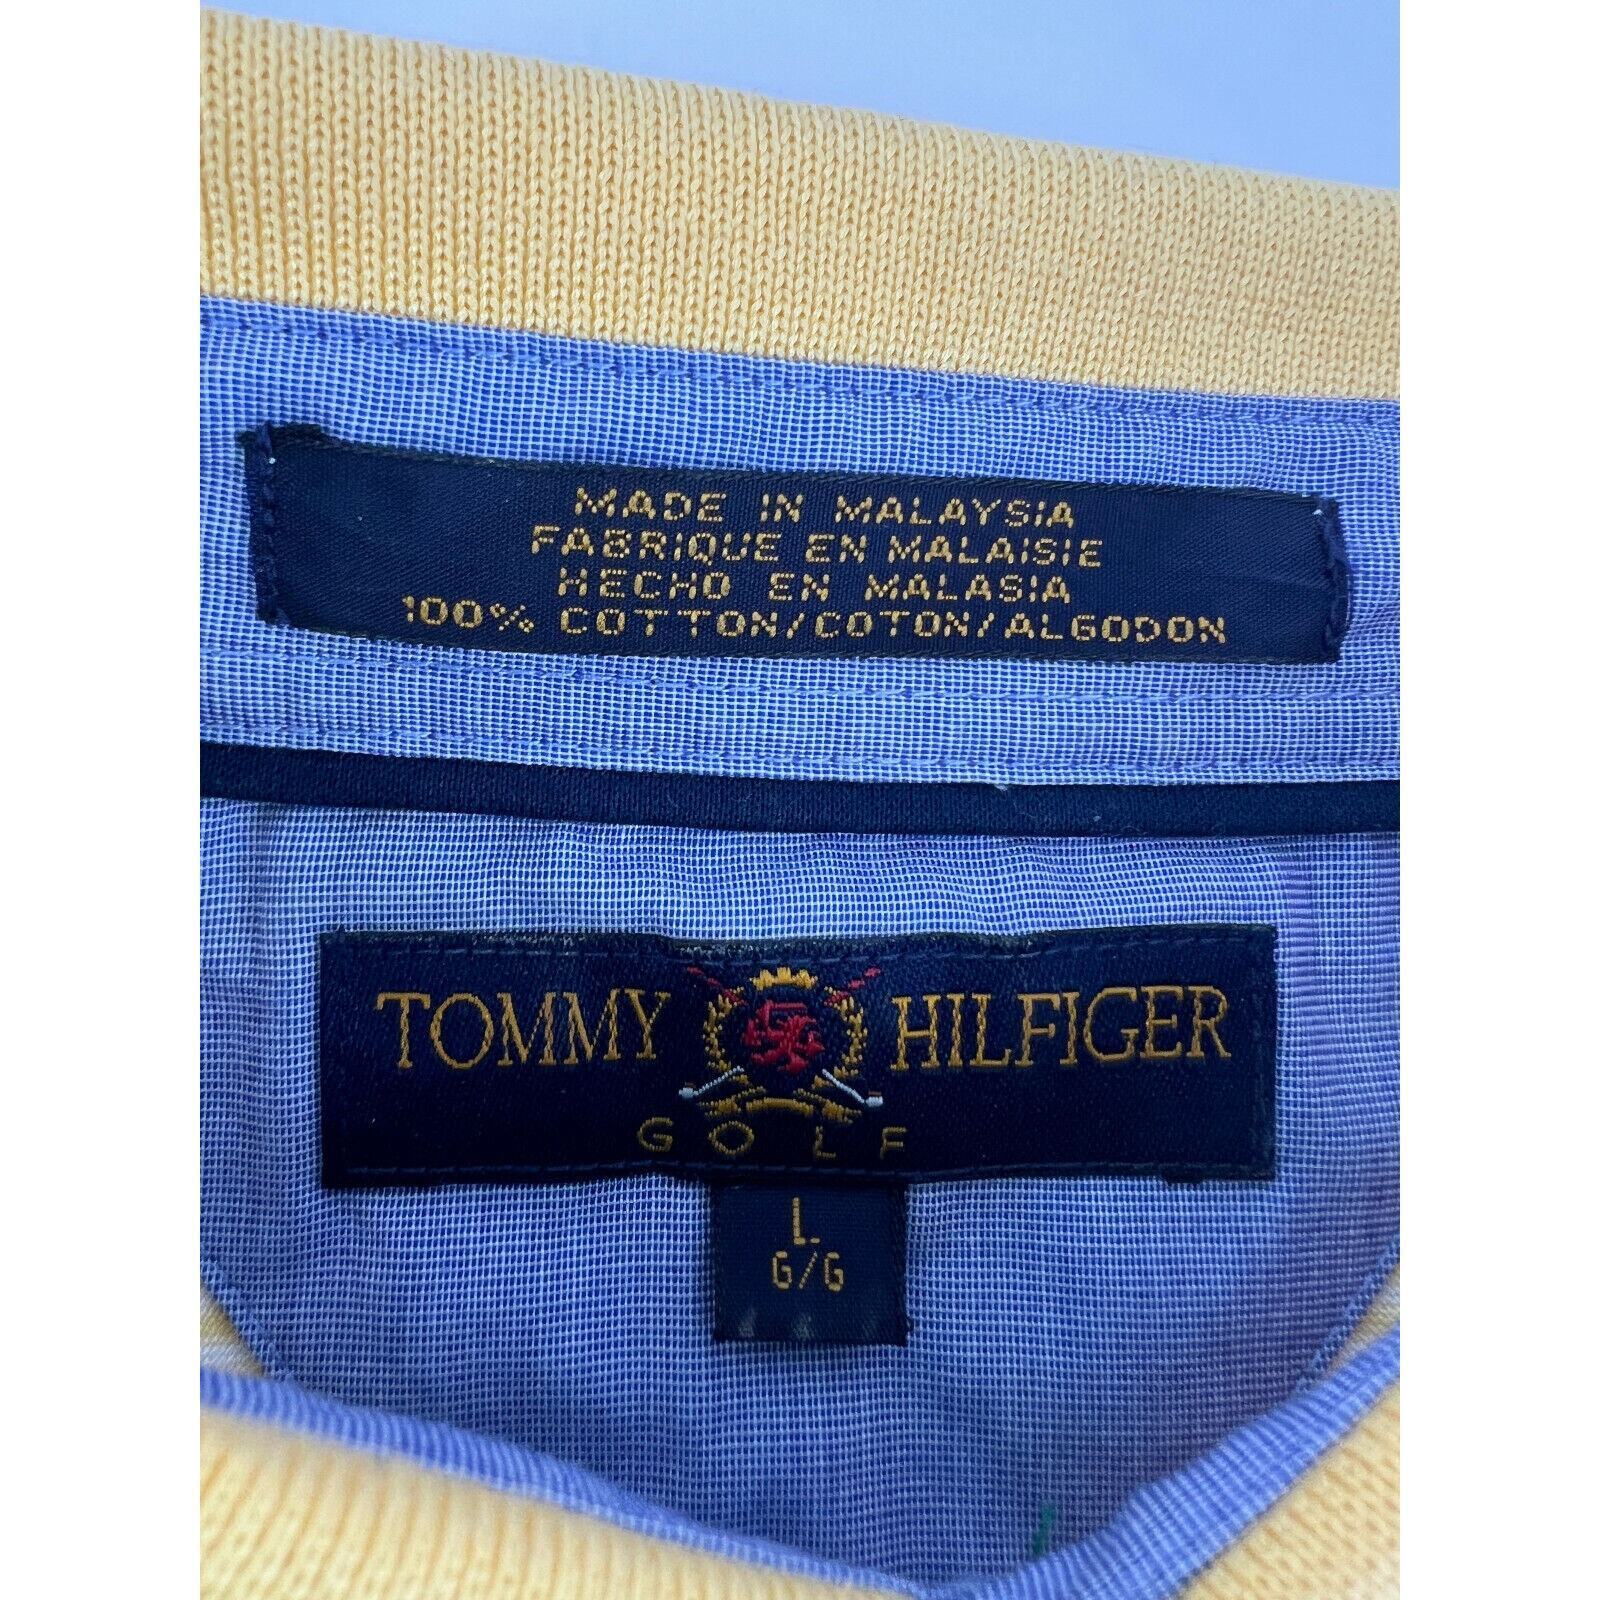 MADE IN MALAYSIA
FABRIQUE EN MALAISIE
HECHO EN MALASIA
100% COTTON/COTON/ALGODON
TOMMY HILFIGER
GOLF
L
G/G